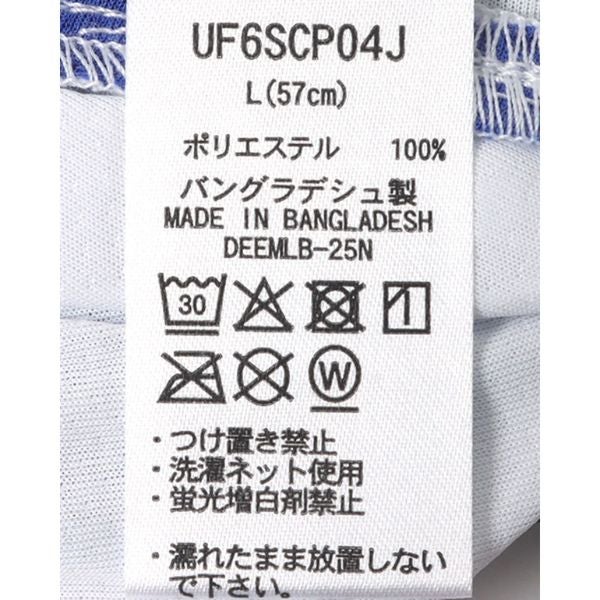 UF6SCP04J
L(57cm)
ポリエステル 100%
バングラデシュ製
MADE IN BANGLADESH
DEEMLB-25N
30
W
・つけ置き禁止
・洗濯ネット使用
・蛍光増白剤禁止
・濡れたまま放置しない
で下さい。